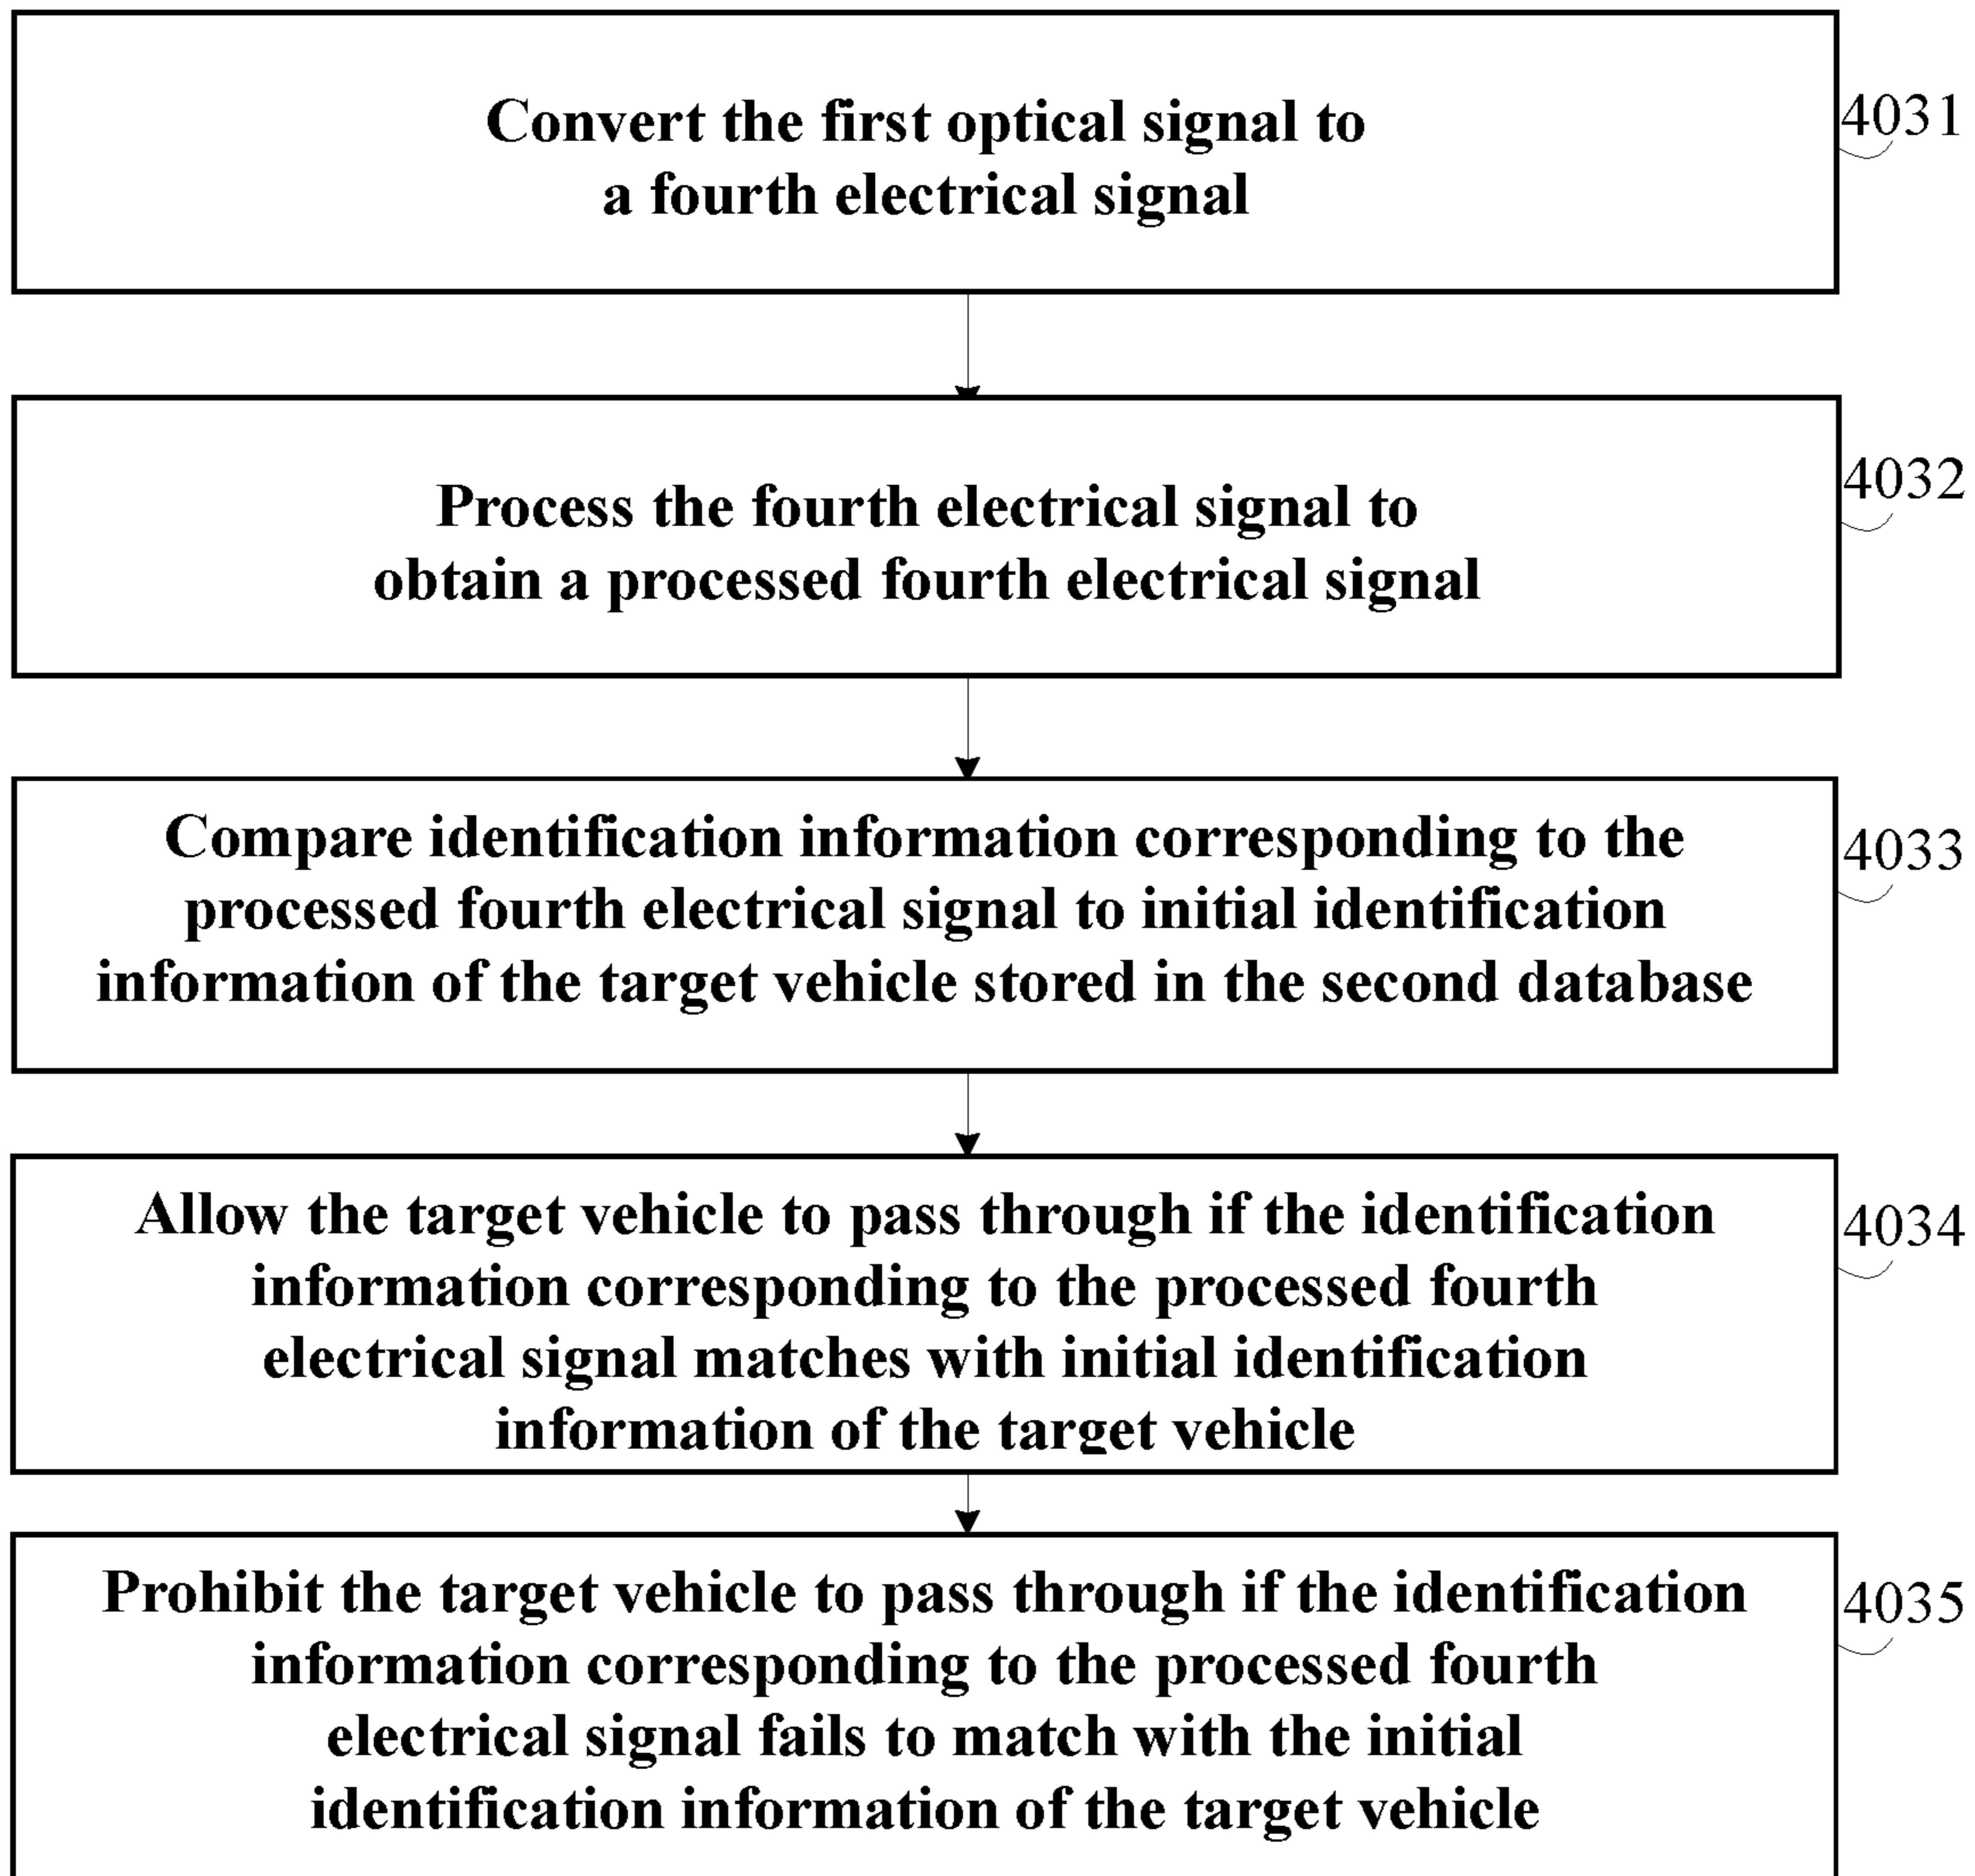 Convert the first optical signal to
a fourth electrical signal
4031
Process the fourth electrical signal to
obtain a processed fourth electrical signal
4032
Compare identification information corresponding to the
processed fourth electrical signal to initial identification
information of the target vehicle stored in the second database
4033
Allow the target vehicle to pass through if the identification
information corresponding to the processed fourth
electrical signal matches with initial identification
information of the target vehicle
4034
Prohibit the target vehicle to pass through if the identification
information corresponding to the processed fourth
electrical signal fails to match with the initial
identification information of the target vehicle
4035